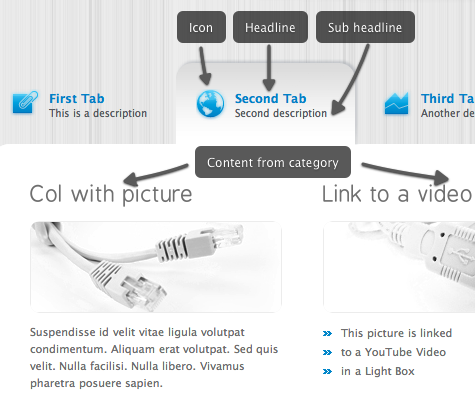 Icon
Headline
Sub headline
First Tab
This is a description
Second Tab
Second description
Third Ta
Another de
Content from category
Col with picture
Link to a video
Suspendisse id velit vitae ligula volutpat
condimentum. Aliquam erat volutpat. Sed quis
velit. Nulla facilisi. Nulla libero. Vivamus
pharetra posuere sapien.
This picture is linked
to a YouTube Video
in a Light Box